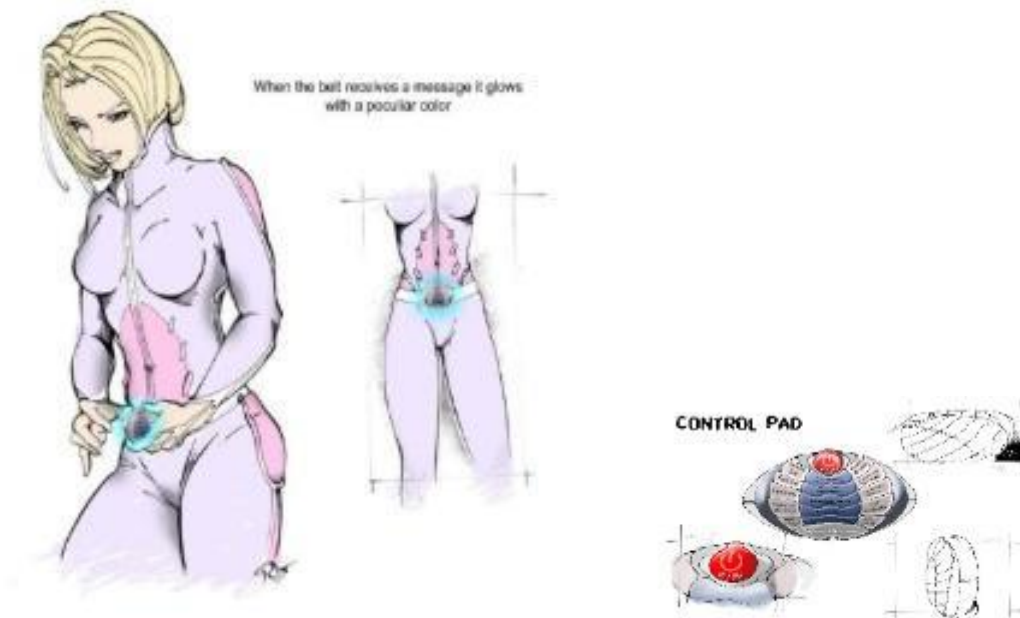 When the belt receives a message it glows
with a peculiar color
CONTROL PAD